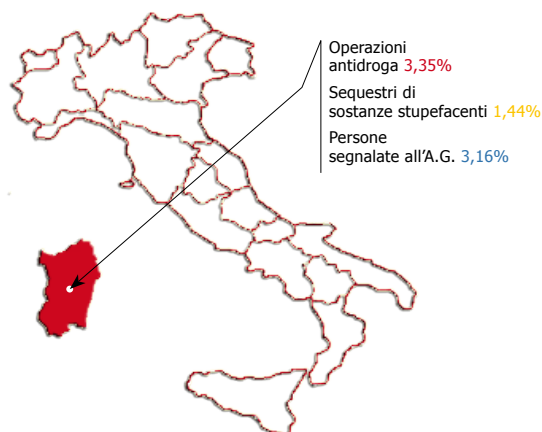 Operazioni
antidroga 3,35%
Sequestri di
sostanze stupefacenti 1,44%
Persone
segnalate all'A.G. 3,16%